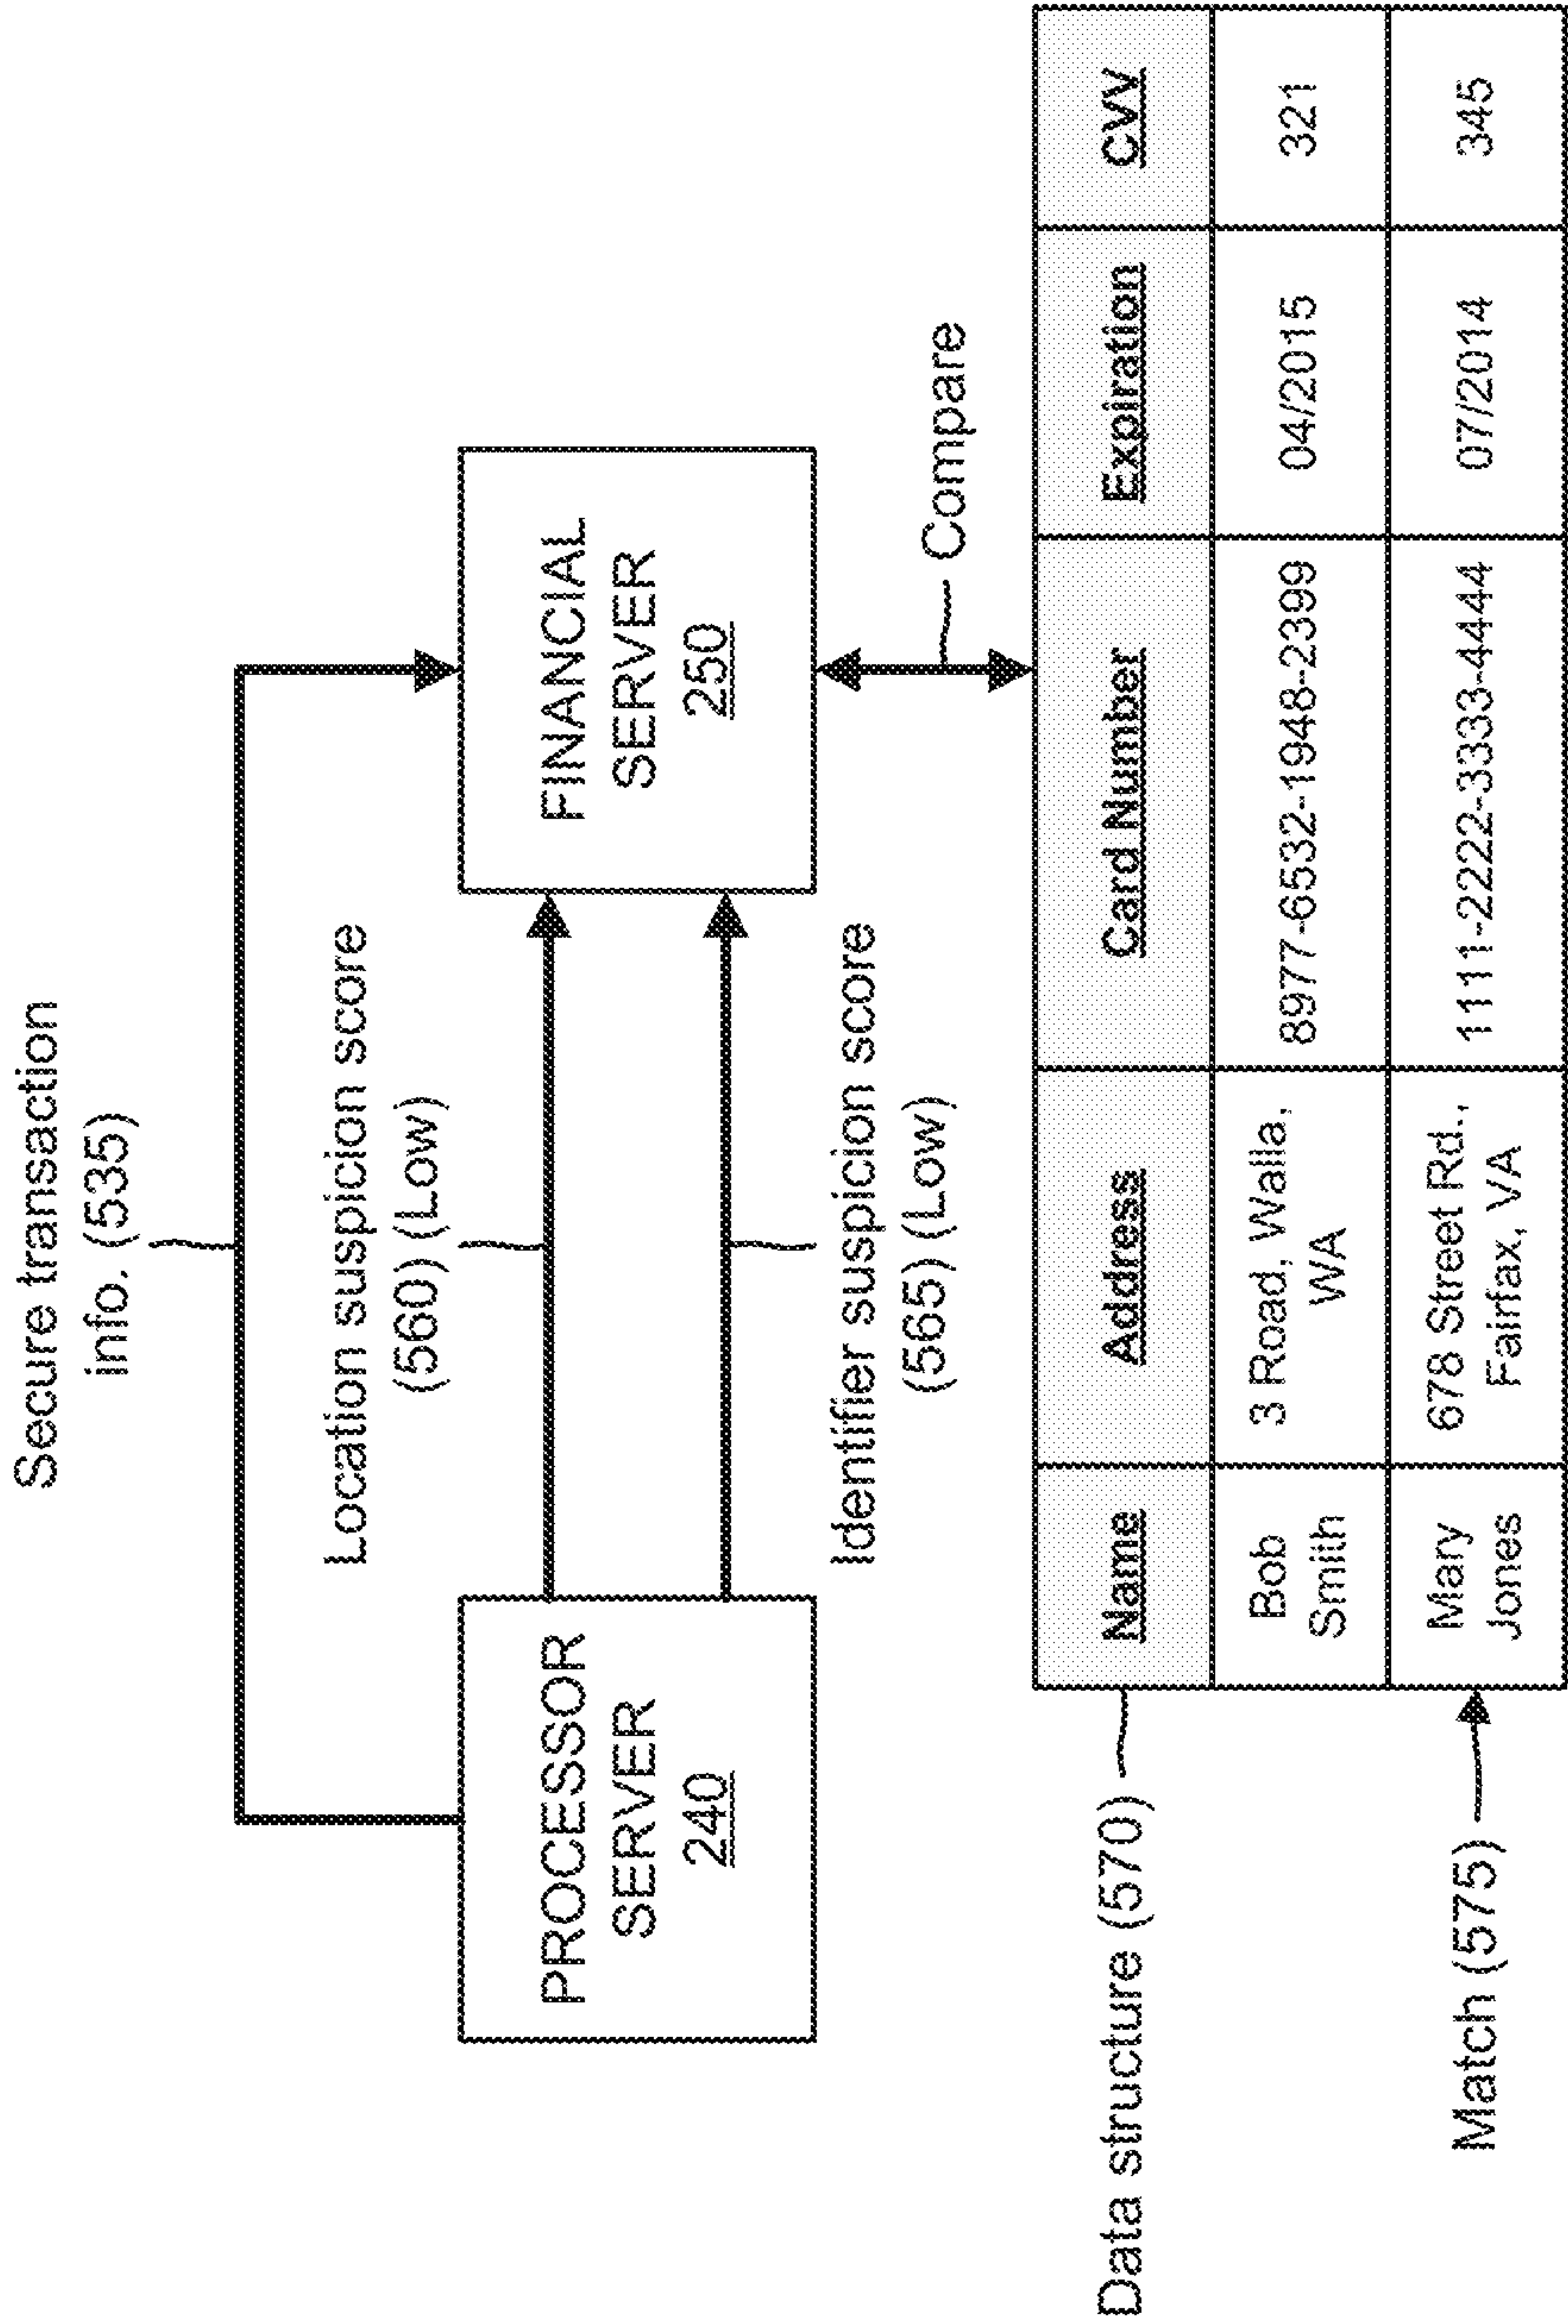 Secure transaction
info. (535)
Location suspicion score
(560) (Low)
PROCESSOR
SERVER
240
FINANCIAL
SERVER
250
Identifier suspicion score
(565) (Low)
Compare
Data structure (570)
Name Address Card Number Expiration CVV
Bob
Smith
3 Road, Walla,
WA
8977-6532-1948-2399
04/2015
321
Match (575)
Mary
Jones
678 Street Rd.,
Fairfax, VA
1111-2222-3333-4444
07/2014
345